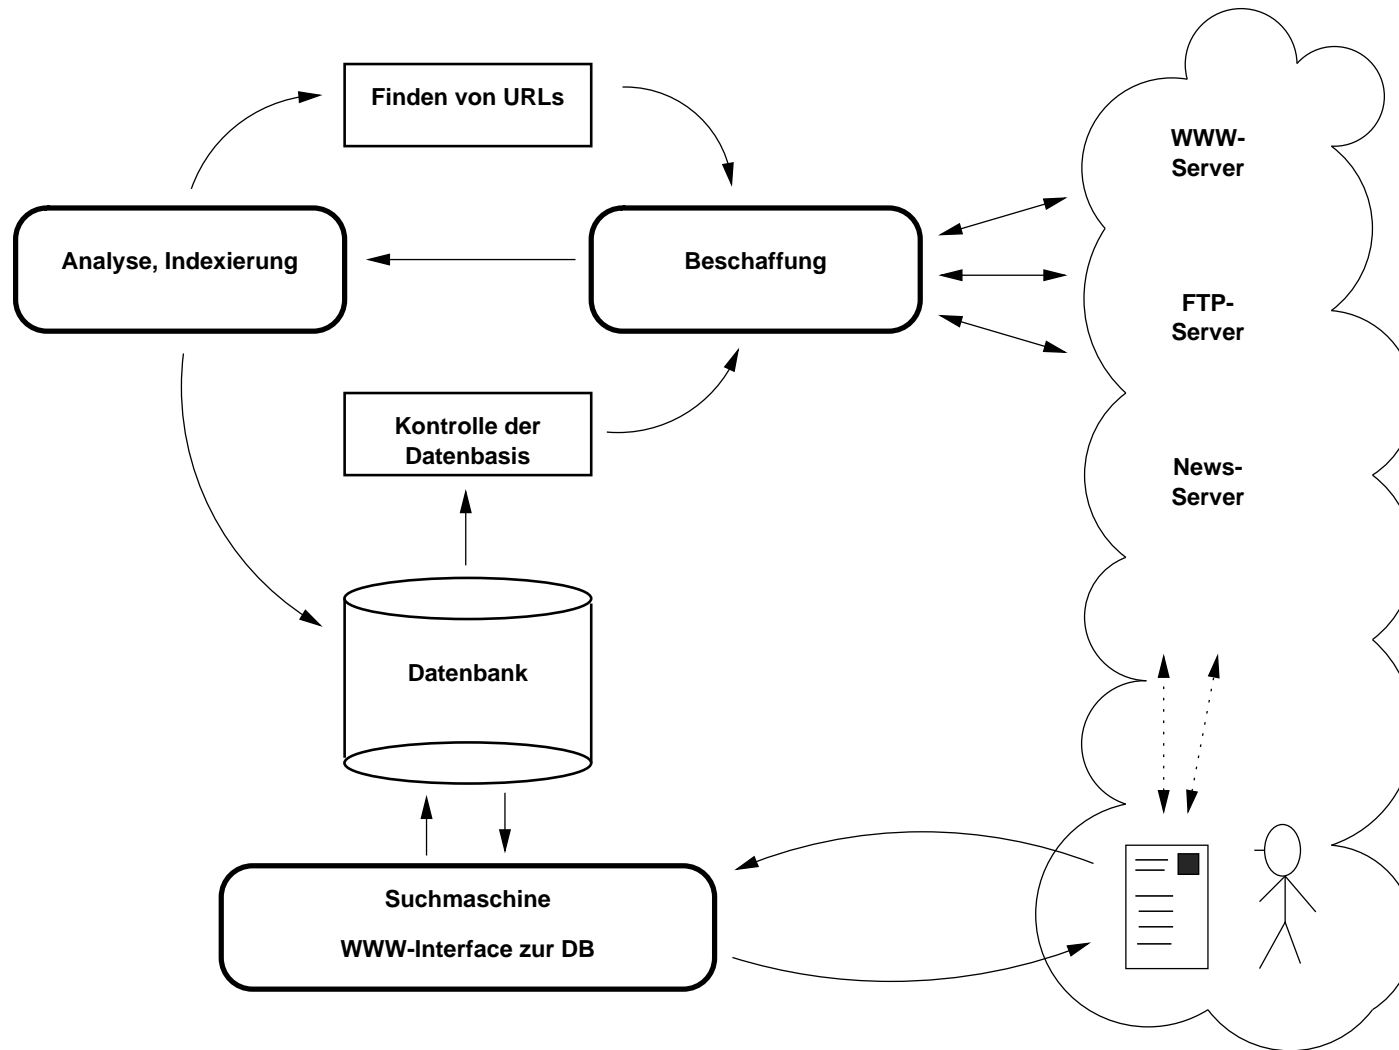 Finden von URLs
WWW-
Server
Analyse, Indexierung
Beschaffung
FTP-
Server
Kontrolle der
Datenbasis
News-
Server
Datenbank
Suchmaschine
WWW-Interface zur DB